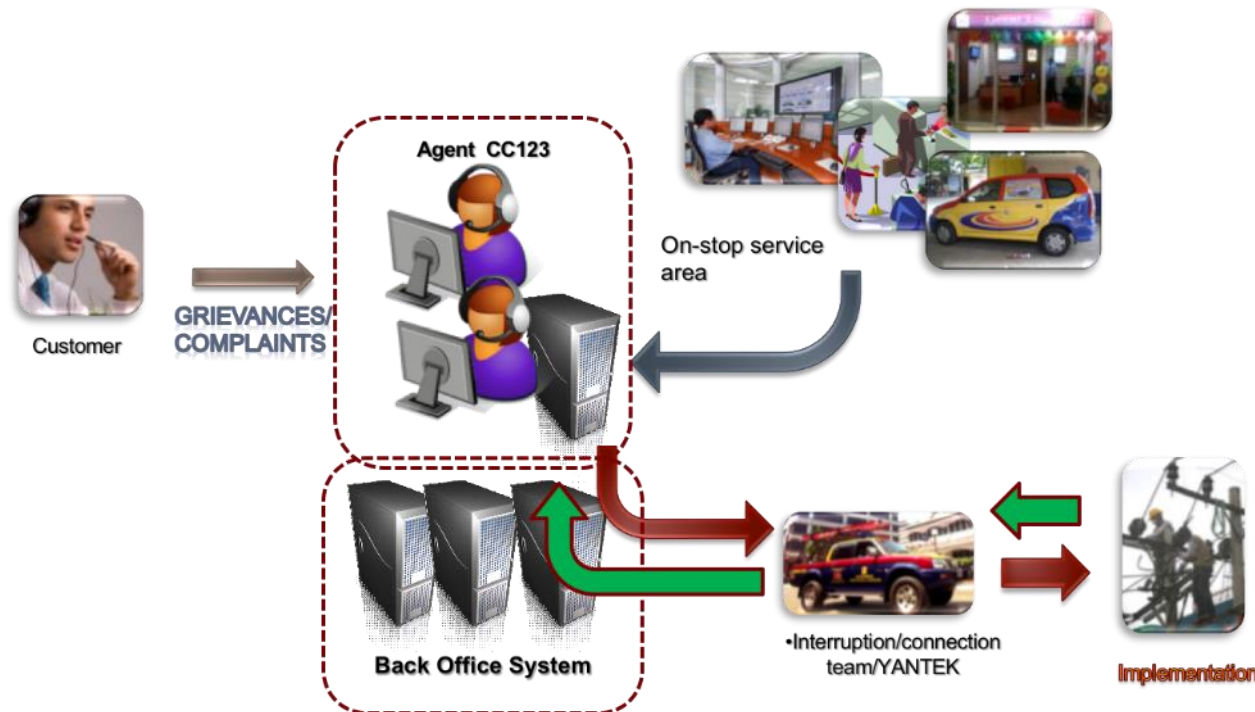 Agent CC123
On-stop service
area
GRIEVANCES/
COMPLAINTS
Customer
Back Office System
•Interruption/connection
team/YANTEK
Implementation